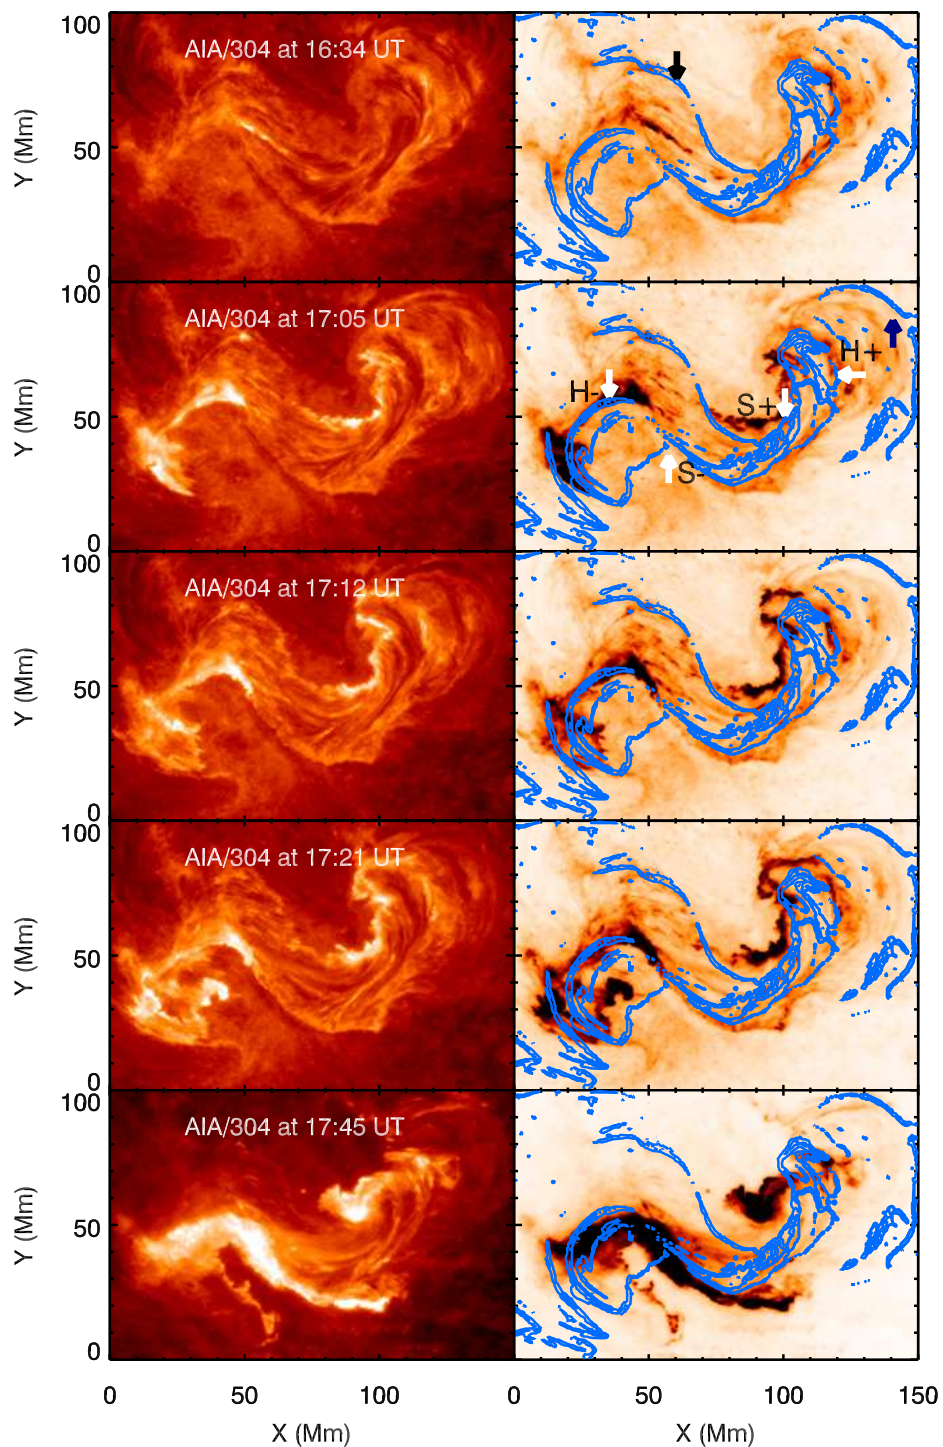 100
AIA/304 at 16:34 UT
Y (Mm)
50
0
100
AIA/304 at 17:05 UT
H+
H-
S+
Y (Mm)
50
S-
0
100
AIA/304 at 17:12 UT
Y (Mm)
50
0
100
AIA/304 at 17:21 UT
Y (Mm)
50
0
100
AIA/304 at 17:45 UT
Y (Mm)
50
0
0 50 100 0 50 100 150
X (Mm) X (Mm)